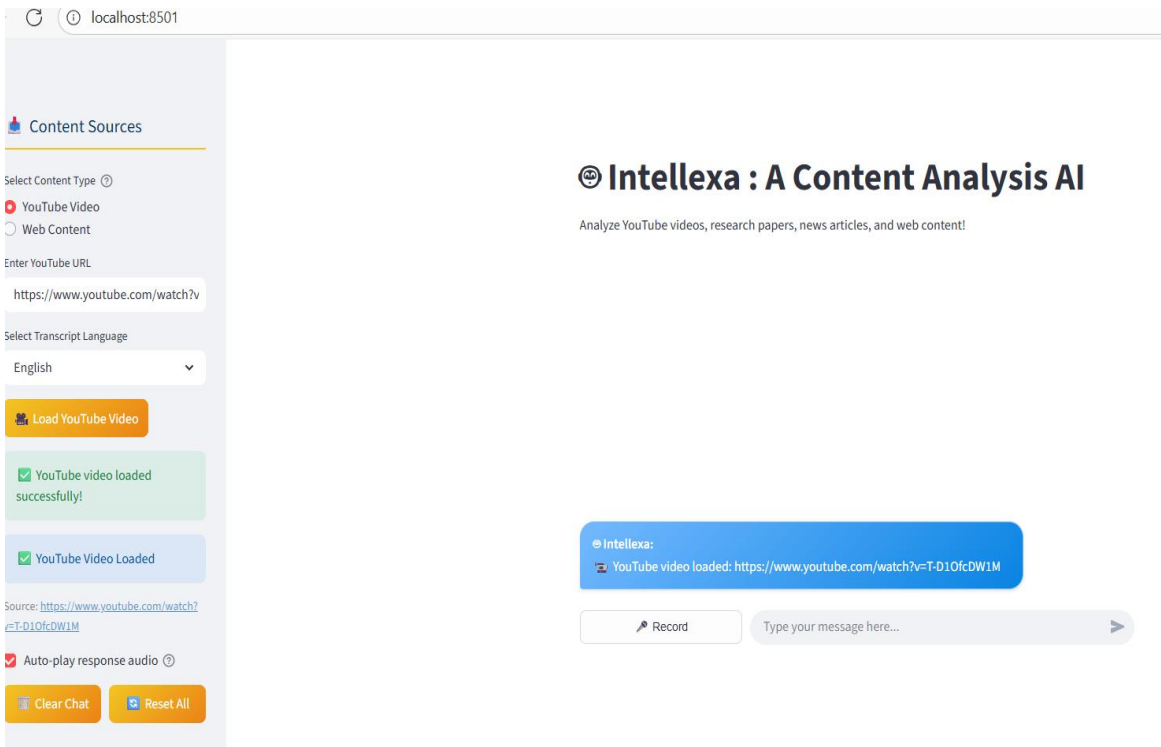 localhost:8501
Content Sources
Select Content Type
YouTube Video
Web Content
Enter YouTube URL
https://www.youtube.com/watch?v
Select Transcript Language
English
Load YouTube Video
YouTube video loaded
successfully!
YouTube Video Loaded
Source: https://www.youtube.com/watch?
v=T-D1OfcDW1M
Auto-play response audio
Clear Chat
Reset All
Intellexa : A Content Analysis AI
Analyze YouTube videos, research papers, news articles, and web content!
Intellexa:
YouTube video loaded: https://www.youtube.com/watch?v=T-D1OfcDW1M
Record
Type your message here...